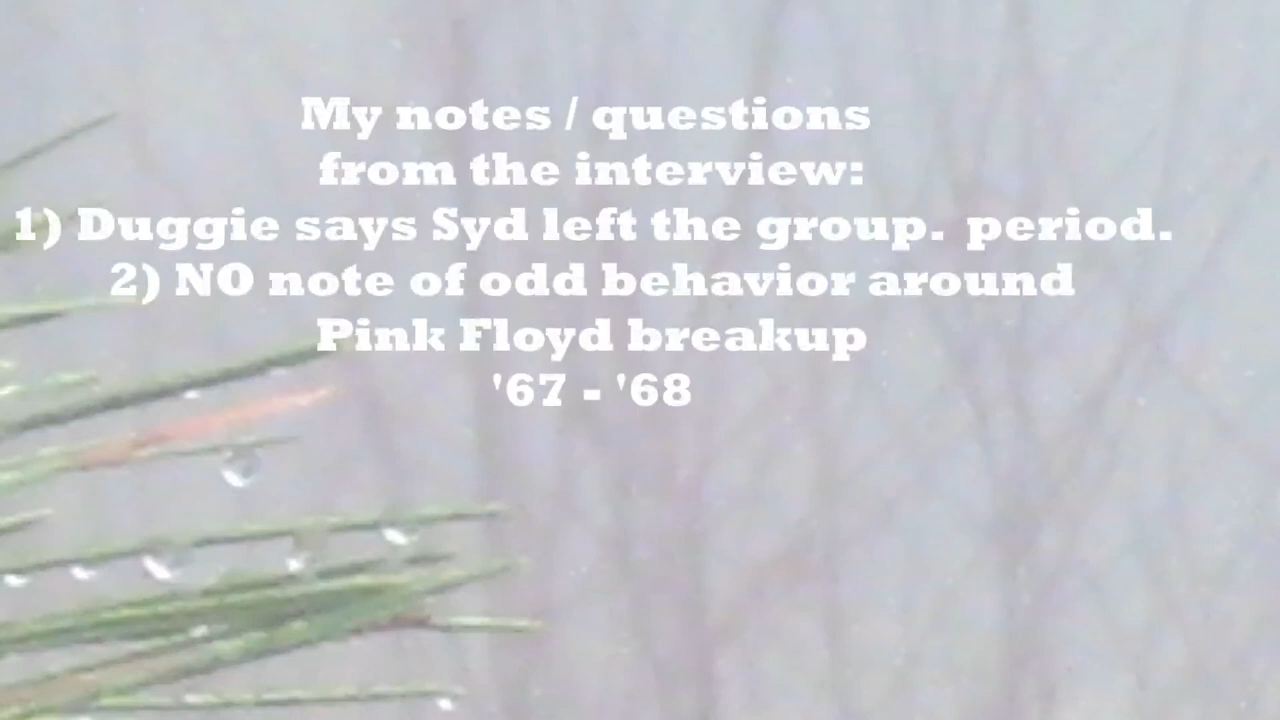 My notes / questions
from the interview:
1) Duggie says Syd left the group.  period.
2) NO note of odd behavior around
Pink Floyd breakup
'67 - '68